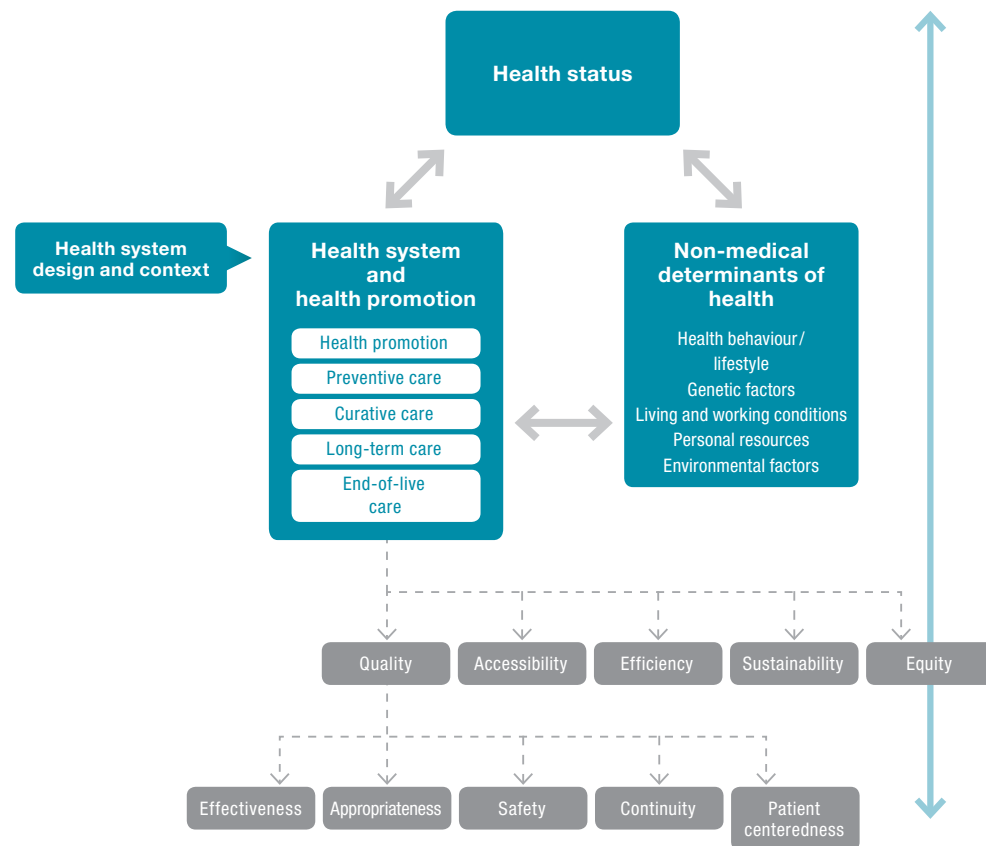 Health status
Health system
design and context
Health system
and
health promotion
Health promotion
Preventive care
Curative care
Long-term care
End-of-live
care
Non-medical
determinants of
health
Health behaviour/
lifestyle
Genetic factors
Living and working conditions
Personal resources
Environmental factors
Quality
Accessibility
Efficiency
Sustainability
Equity
Effectiveness
Appropriateness
Safety
Continuity
Patient
centeredness